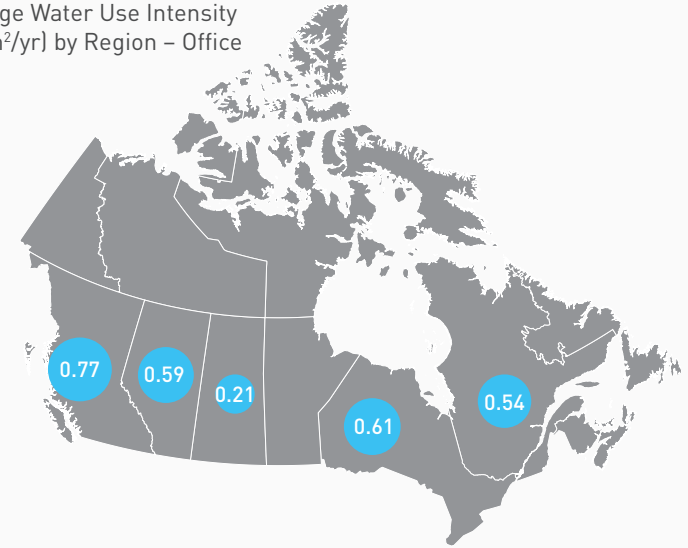 ge Water Use Intensity
²/yr) by Region – Office
0.77
0.59
0.21
0.61
0.54